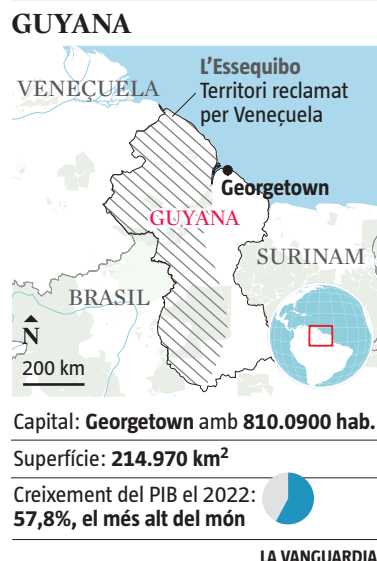 GUYANA
L'Essequibo
Territori reclamat
per Veneçuela
VENEÇUELA
Georgetown
GUYANA
SURINAM
BRASIL
N
200 km
Capital: Georgetown amb 810.0900 hab.
Superfície: 214.970 km²
Creixement del PIB el 2022:
57,8%, el més alt del món
LA VANGUARDIA